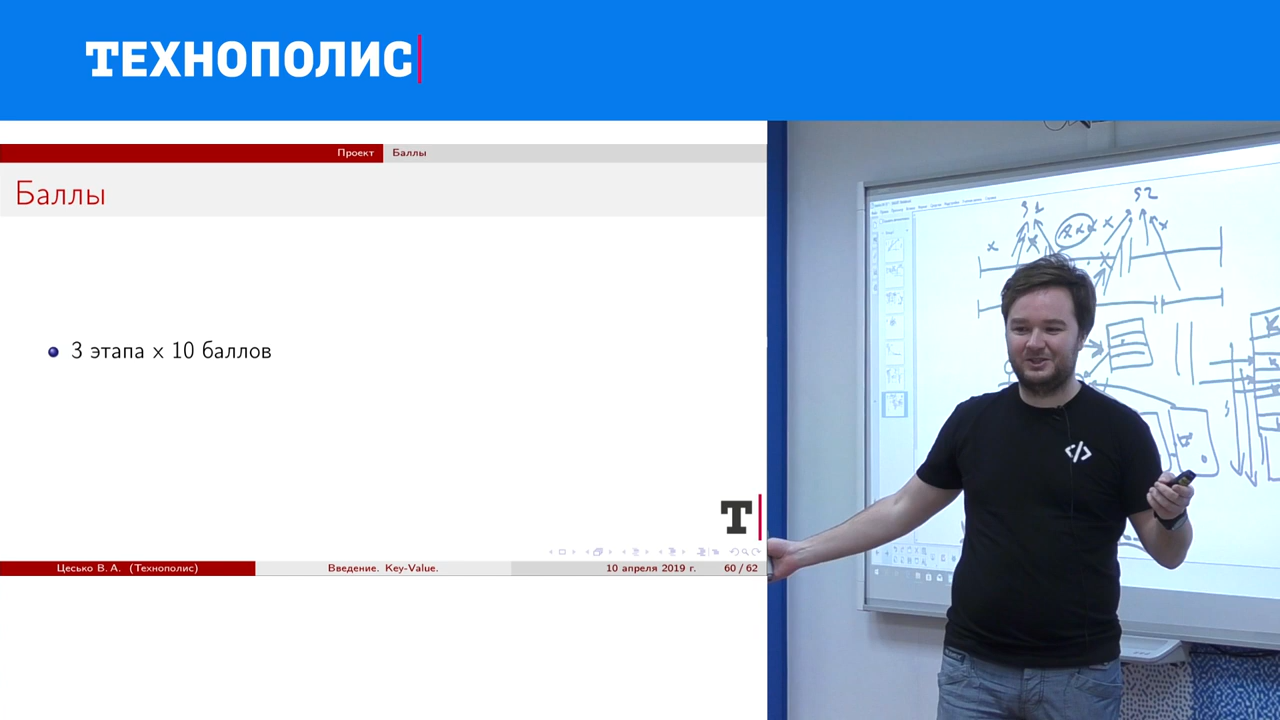 ТЕХНОПОЛИС
Проект Баллы
Баллы
3 этапа x 10 баллов
Т
Цесько В. А. (Технополис) Введение. Key-Value. 10 апреля 2019 г. 60 / 62
S1 S2